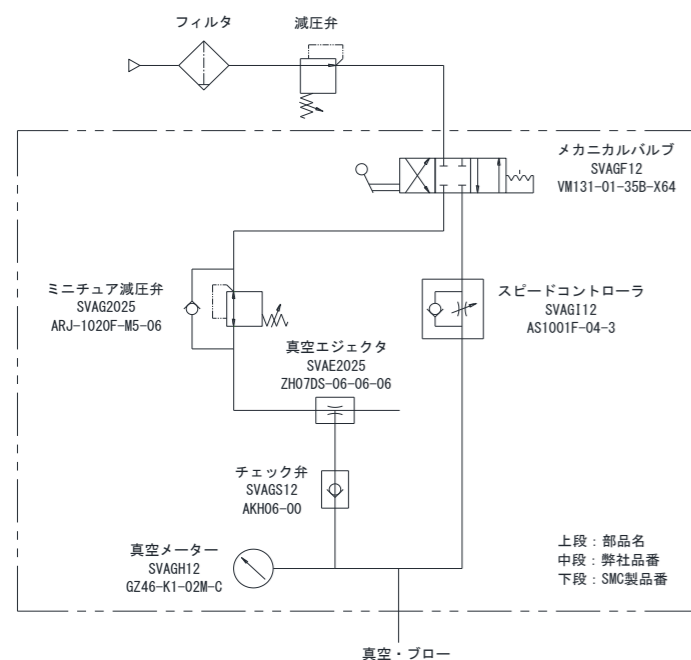 フィルタ
減圧弁
メカニカルバルブ
SVAGF12
VM131-01-35B-X64
ミニチュア減圧弁
SVAG2025
ARJ-1020F-M5-06
スピードコントローラ
SVAGI12
AS1001F-04-3
真空エジェクタ
SVAE2025
ZH07DS-06-06-06
チェック弁
SVAGS12
AKH06-00
真空メーター
SVAGH12
GZ46-K1-02M-C
上段：部品名
中段：弊社品番
下段：SMC製品番
真空・ブロー